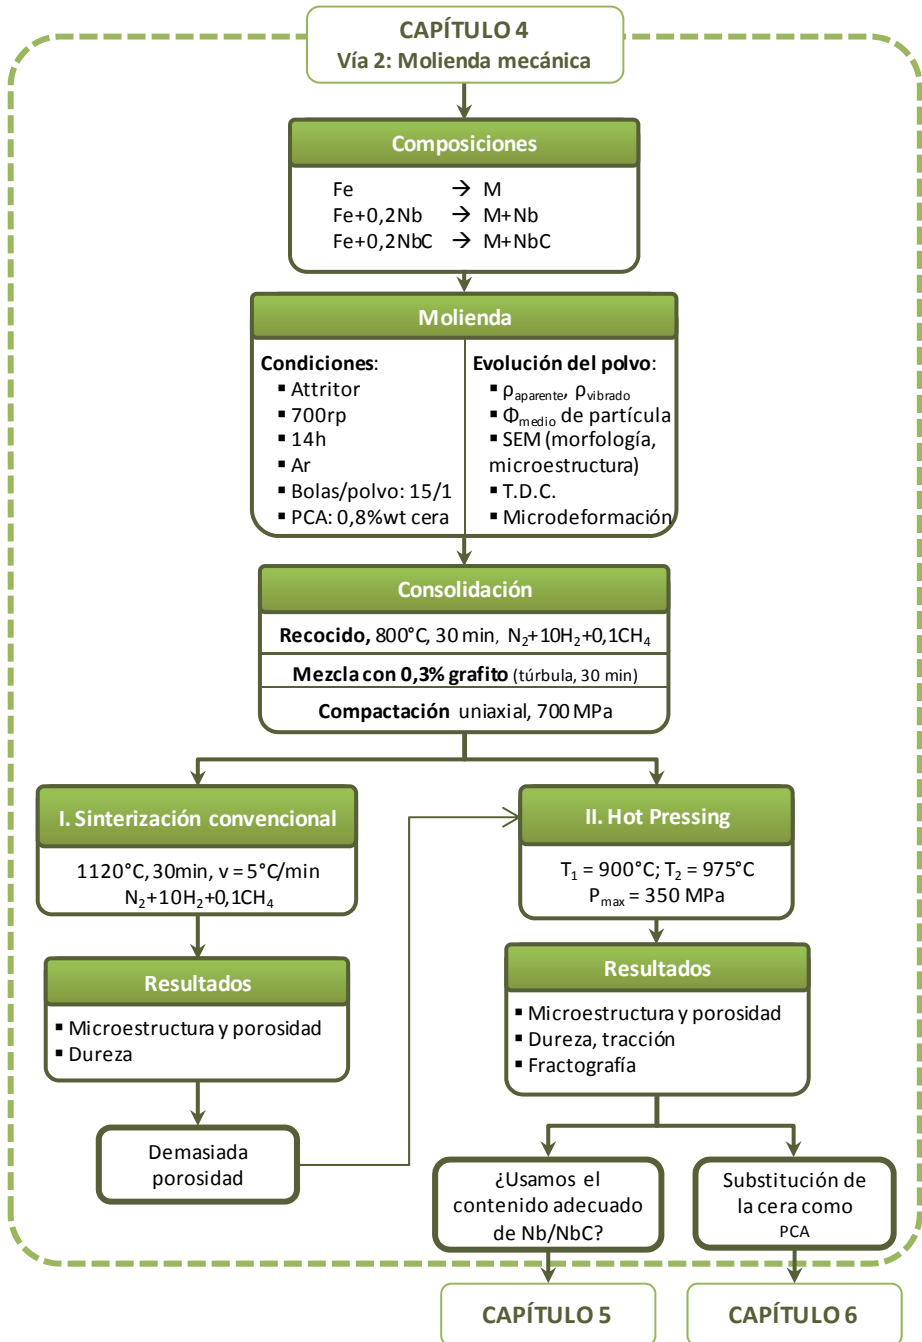 CAPÍTULO 4
Vía 2: Molienda mecánica
Composiciones
Fe → M
Fe+0,2Nb → M+Nb
Fe+0,2NbC → M+NbC
Molienda
Condiciones:
▪ Attritor
▪ 700rp
▪ 14h
▪ Ar
▪ Bolas/polvo: 15/1
▪ PCA: 0,8%wt cera
Evolución del polvo:
▪ ρaparente, ρvibrado
▪ Φmedio de partícula
▪ SEM (morfología,
microestructura)
▪ T.D.C.
▪ Microdeformación
Consolidación
Recocido, 800°C, 30 min, N2+10H2+0,1CH4
Mezcla con 0,3% grafito (túrbula, 30 min)
Compactación uniaxial, 700 MPa
I. Sinterización convencional
1120°C, 30min, v = 5°C/min
N2+10H2+0,1CH4
Resultados
▪ Microestructura y porosidad
▪ Dureza
Demasiada
porosidad
II. Hot Pressing
T1 = 900°C; T2 = 975°C
Pmax = 350 MPa
Resultados
▪ Microestructura y porosidad
▪ Dureza, tracción
▪ Fractografía
¿Usamos el
contenido adecuado
de Nb/NbC?
Substitución de
la cera como
PCA
CAPÍTULO 5
CAPÍTULO 6